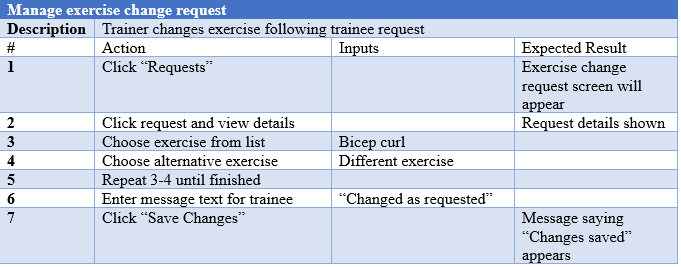 Manage exercise change request
Description Trainer changes exercise following trainee request
# Action Inputs Expected Result
1 Click “Requests” Exercise change
request screen will
appear
2 Click request and view details Request details shown
3 Choose exercise from list Bicep curl
4 Choose alternative exercise Different exercise
5 Repeat 3-4 until finished
6 Enter message text for trainee “Changed as requested”
7 Click “Save Changes” Message saying
“Changes saved”
appears